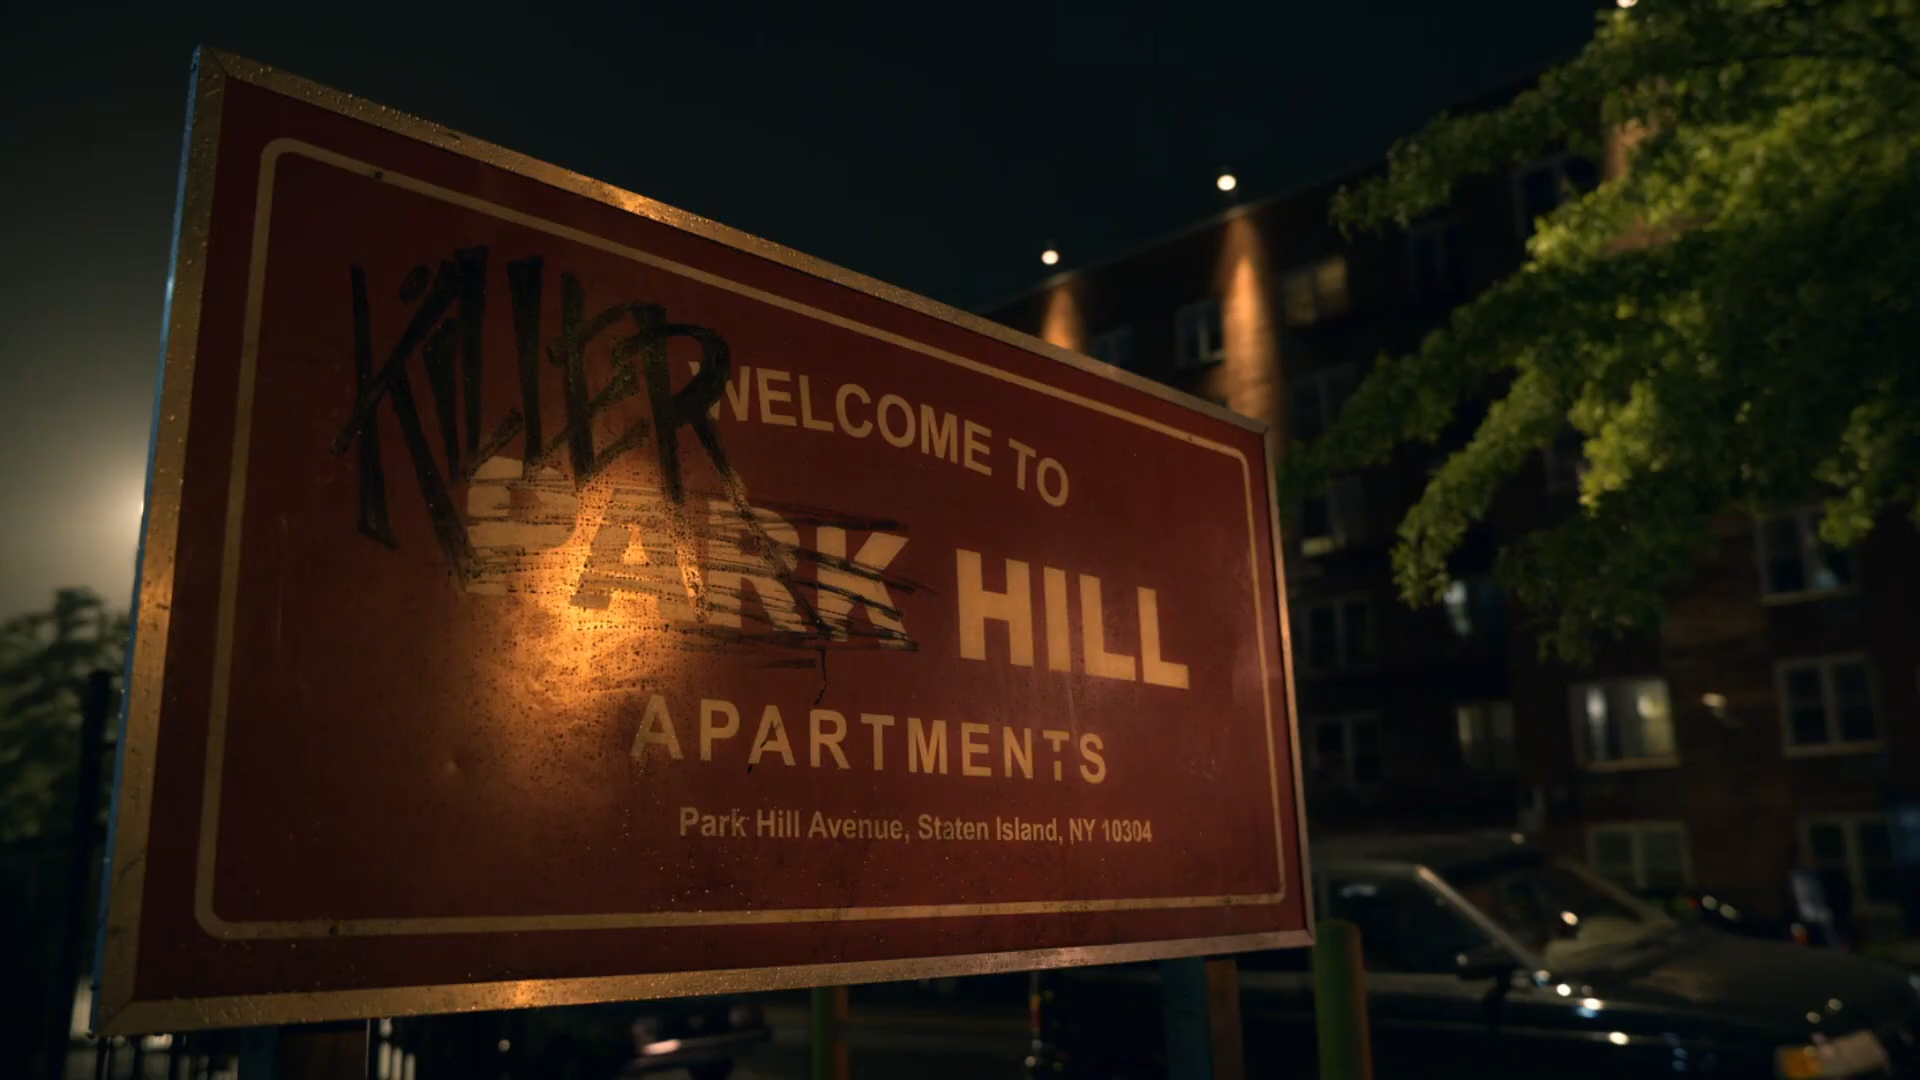 KiLLER
WELCOME TO
PARK HILL
APARTMENTS
Park Hill Avenue, Staten Island, NY 10304